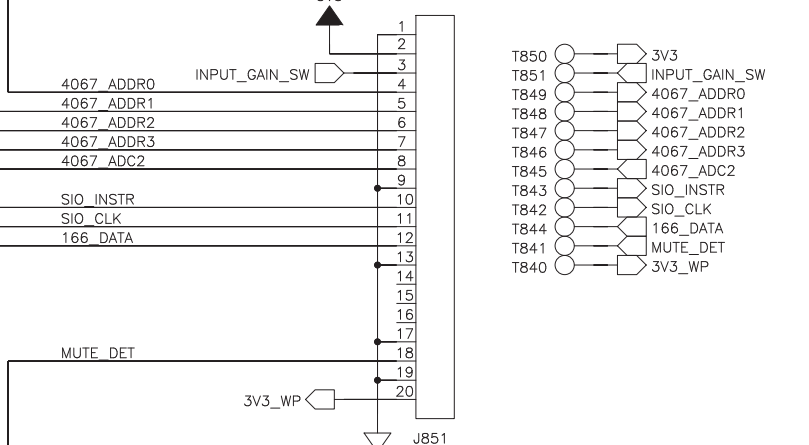 1
2
INPUT_GAIN_SW 3
4067_ADDR0 4
4067_ADDR1 5
4067_ADDR2 6
4067_ADDR3 7
4067_ADC2 8
9
SIO_INSTR 10
SIO_CLK 11
166_DATA 12
13
14
15
16
17
MUTE_DET 18
19
3V3_WP 20
J851
T850 3V3
T851 INPUT_GAIN_SW
T849 4067_ADDR0
T848 4067_ADDR1
T847 4067_ADDR2
T846 4067_ADDR3
T845 4067_ADC2
T843 SIO_INSTR
T842 SIO_CLK
T844 166_DATA
T841 MUTE_DET
T840 3V3_WP